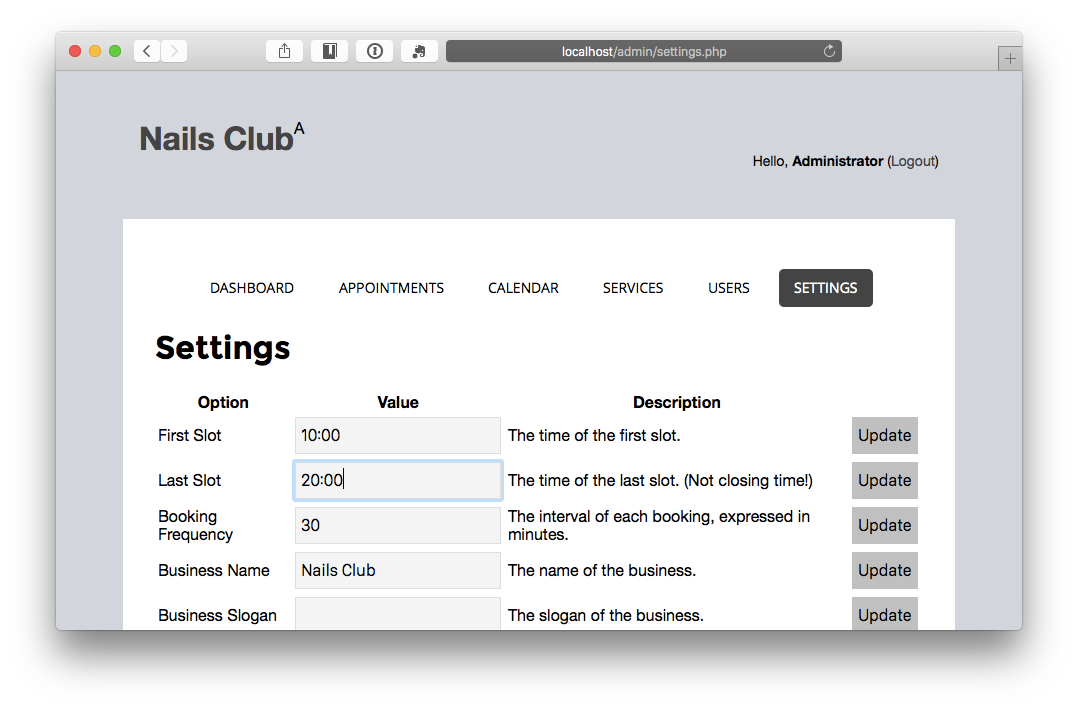 localhost/admin/settings.php
Nails Club A
Hello, Administrator (Logout)
DASHBOARD APPOINTMENTS CALENDAR SERVICES USERS SETTINGS
Settings
Option Value Description
First Slot 10:00 The time of the first slot. Update
Last Slot 20:00 The time of the last slot. (Not closing time!) Update
Booking
Frequency
30
The interval of each booking, expressed in
minutes.
Update
Business Name Nails Club The name of the business. Update
Business Slogan The slogan of the business. Update